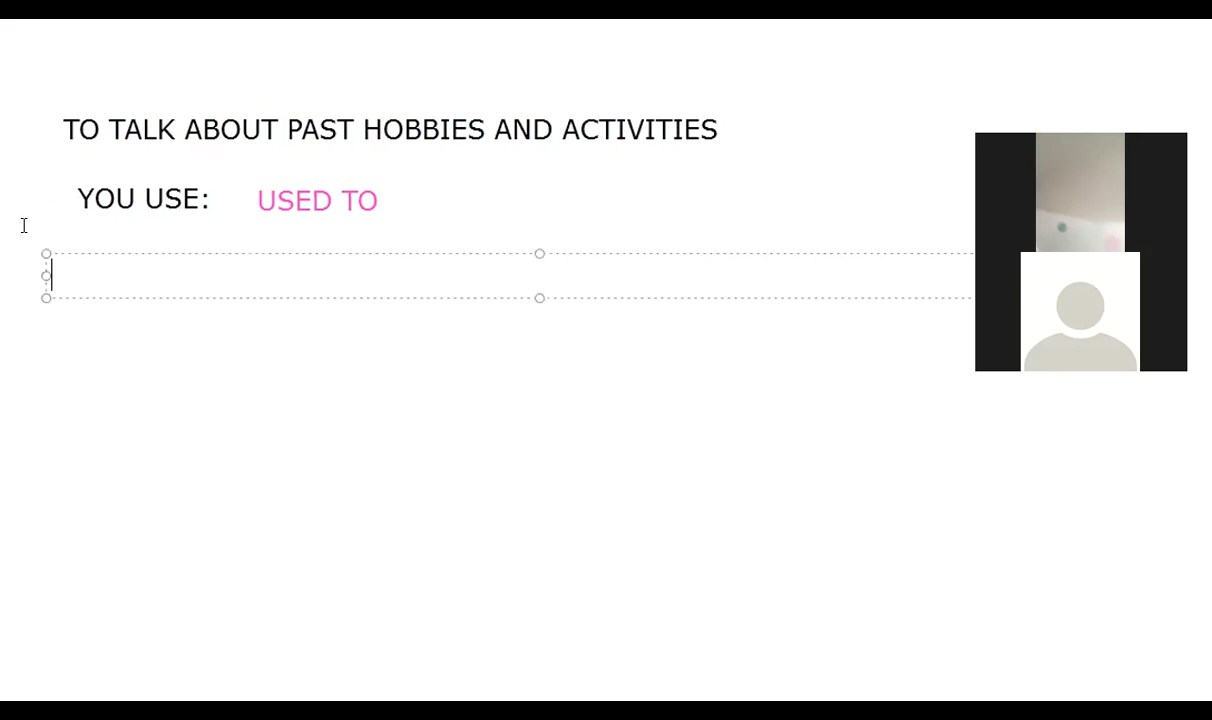 TO TALK ABOUT PAST HOBBIES AND ACTIVITIES
YOU USE: USED TO